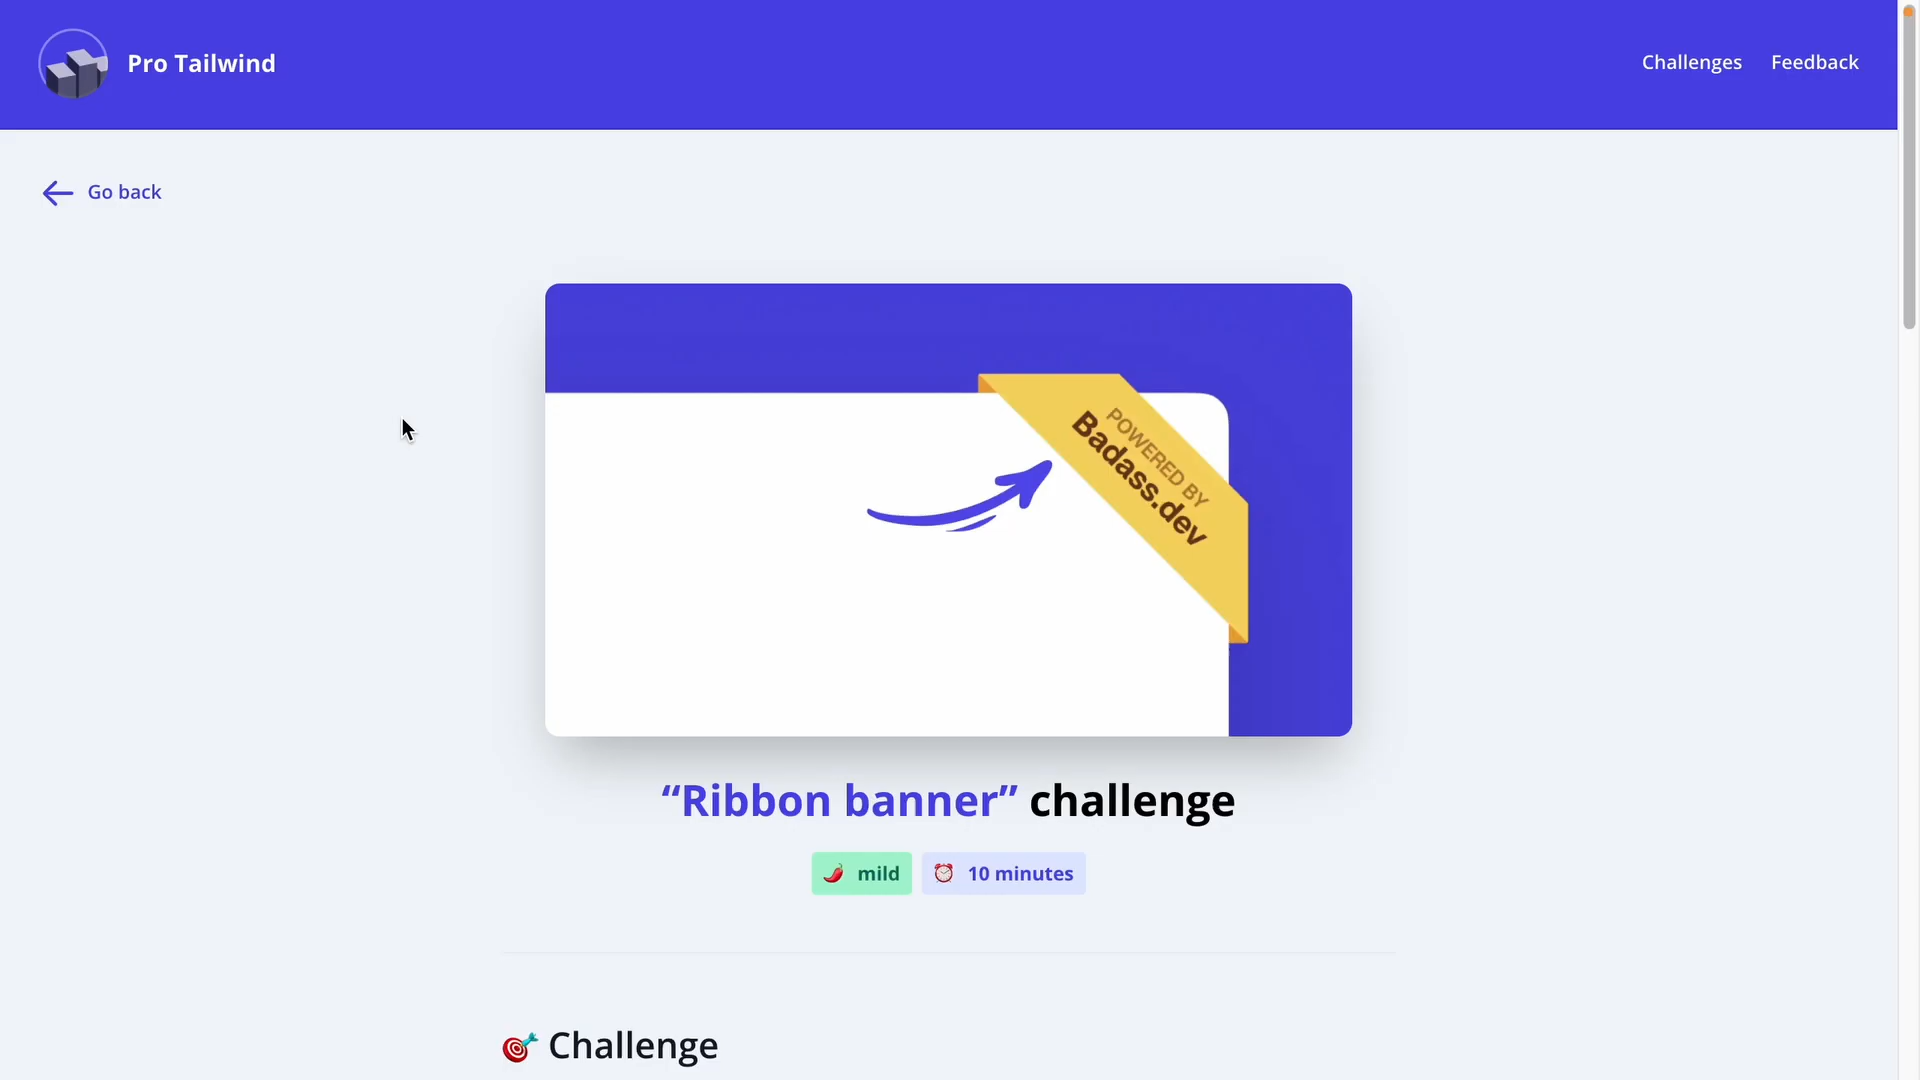 Pro Tailwind
Challenges
Feedback
Go back
POWERED BY
Badass.dev
“Ribbon banner” challenge
mild
10 minutes
Challenge